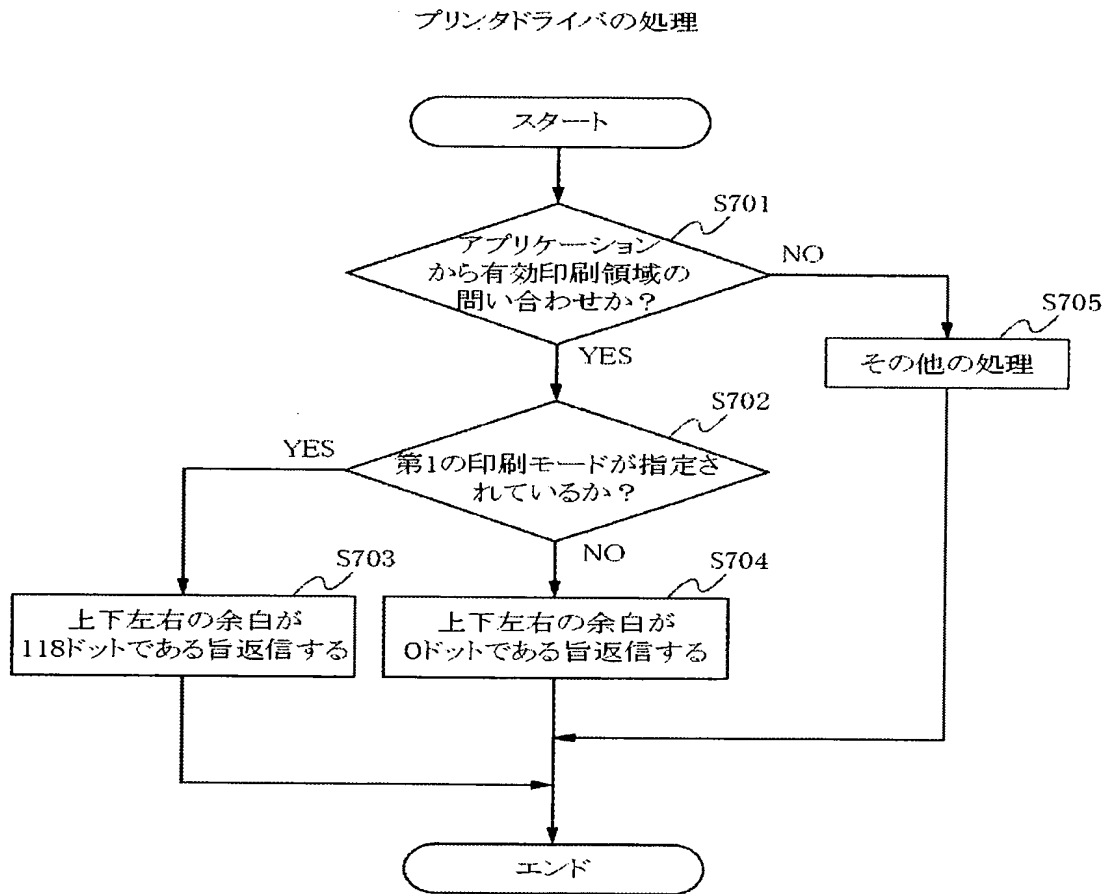 プリンタドライバの処理
スタート
S701
アプリケーション
から有効印刷領域の
問い合わせか？
NO
YES
S705
その他の処理
S702
YES
第1の印刷モードが指定さ
れているか？
NO
S703
上下左右の余白が
118ドットである旨返信する
S704
上下左右の余白が
0ドットである旨返信する
エンド